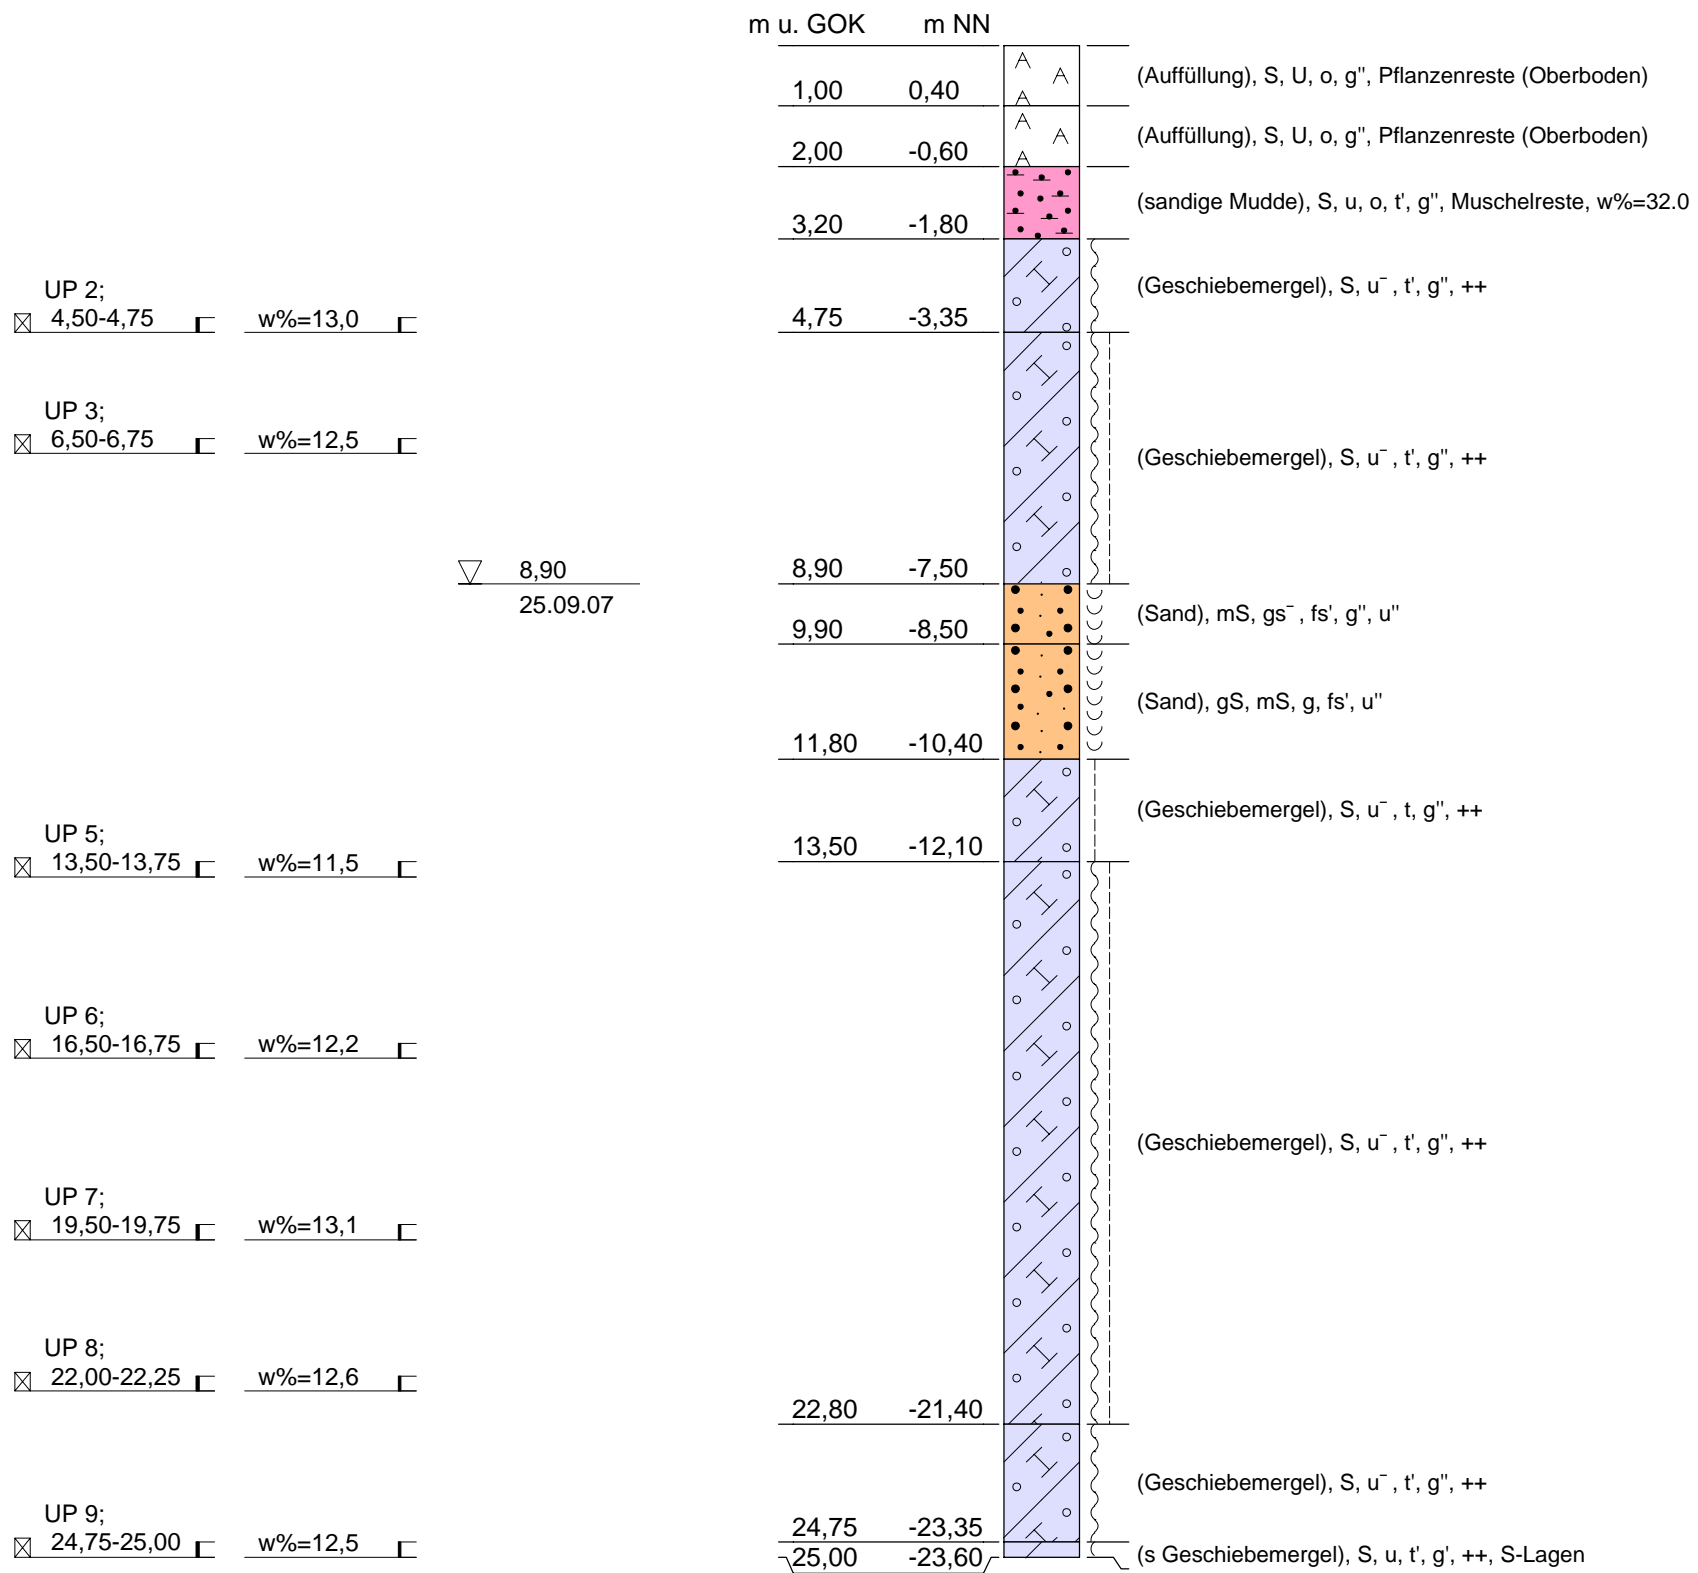 m u. GOK m NN
1,00 0,40 (Auffüllung), S, U, o, g", Pflanzenreste (Oberboden)
2,00 -0,60 (Auffüllung), S, U, o, g", Pflanzenreste (Oberboden)
3,20 -1,80 (sandige Mudde), S, u, o, t', g", Muschelreste, w%=32.0
UP 2;
4,50-4,75 w%=13,0 4,75 -3,35 (Geschiebemergel), S, u¯, t', g", ++
UP 3;
6,50-6,75 w%=12,5
(Geschiebemergel), S, u¯, t', g", ++
8,90 8,90 -7,50
25.09.07
9,90 -8,50 (Sand), mS, gs¯, fs', g", u"
(Sand), gS, mS, g, fs', u"
11,80 -10,40
(Geschiebemergel), S, u¯, t, g", ++
UP 5;
13,50-13,75 w%=11,5 13,50 -12,10
UP 6;
16,50-16,75 w%=12,2
(Geschiebemergel), S, u¯, t', g", ++
UP 7;
19,50-19,75 w%=13,1
UP 8;
22,00-22,25 w%=12,6
22,80 -21,40
(Geschiebemergel), S, u¯, t', g", ++
UP 9;
24,75-25,00 w%=12,5 24,75 -23,35
25,00 -23,60 (s Geschiebemergel), S, u, t', g', ++, S-Lagen